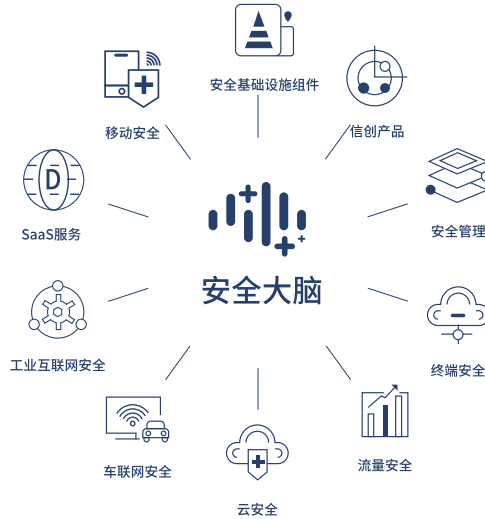 安全基础设施组件
移动安全
信创产品
SaaS服务
D
安全管理
安全大脑
工业互联网安全
终端安全
车联网安全
流量安全
云安全